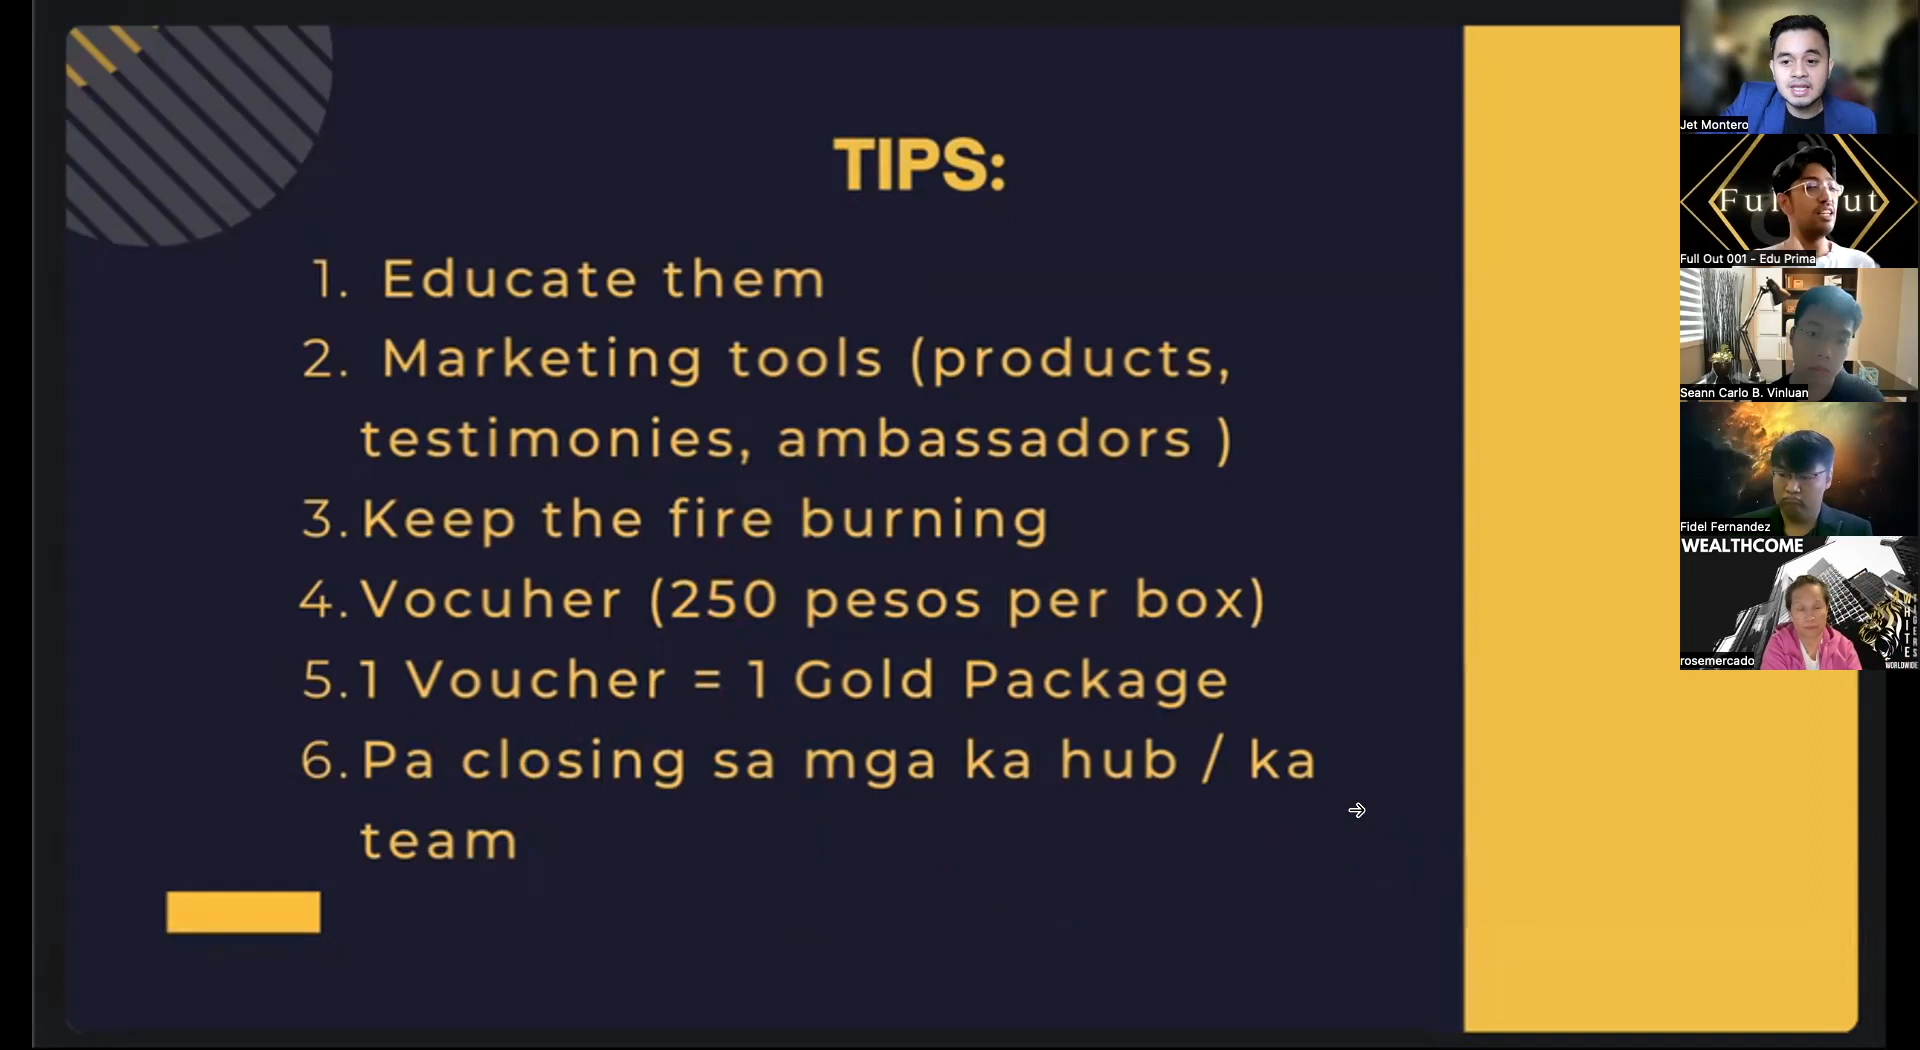 TIPS:
1. Educate them
2. Marketing tools (products,
testimonies, ambassadors )
3. Keep the fire burning
4. Vocuher (250 pesos per box)
5. 1 Voucher = 1 Gold Package
6. Pa closing sa mga ka hub / ka
team
Jet Montero
Full Out 001 - Edu Prima
Seann Carlo B. Vinluan
Fidel Fernandez
WEALTHCOME
WORLDWIDE
rosemercado